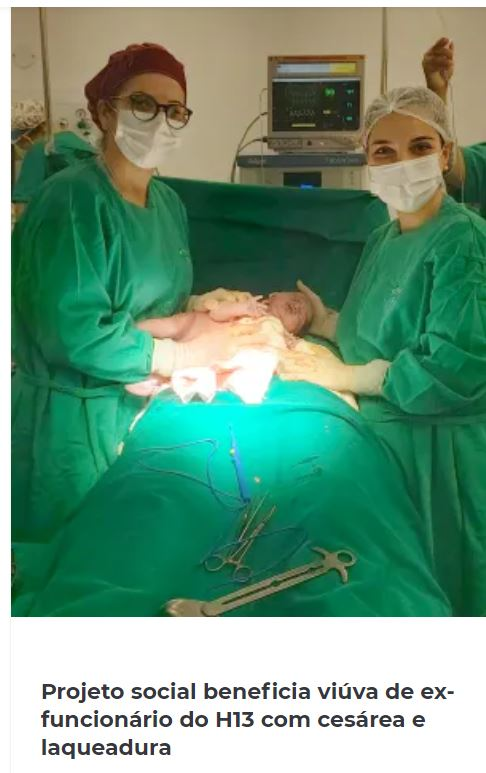 Projeto social beneficia viúva de ex-
funcionário do H13 com cesárea e
laqueadura